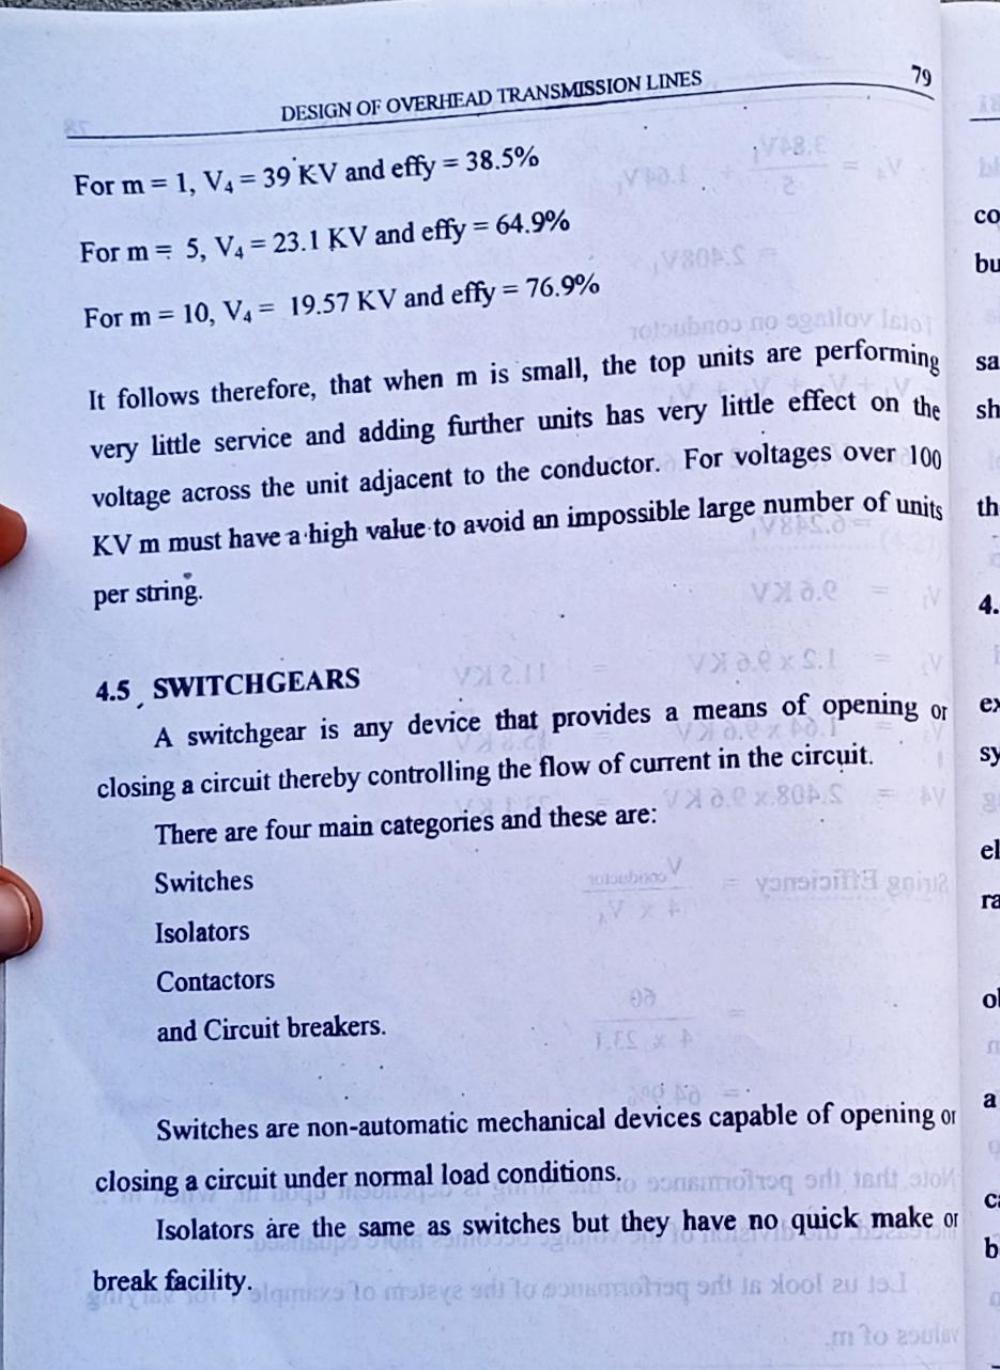 DESIGN OF OVERHEAD TRANSMISSION LINES 79
For m = 1, V₄ = 39 KV and effy = 38.5%
For m = 5, V₄ = 23.1 KV and effy = 64.9%
For m = 10, V₄ = 19.57 KV and effy = 76.9%
It follows therefore, that when m is small, the top units are performing
very little service and adding further units has very little effect on the
voltage across the unit adjacent to the conductor. For voltages over 100
KV m must have a high value to avoid an impossible large number of units
per string.
4.5 SWITCHGEARS
A switchgear is any device that provides a means of opening or
closing a circuit thereby controlling the flow of current in the circuit.
There are four main categories and these are:
Switches
Isolators
Contactors
and Circuit breakers.
Switches are non-automatic mechanical devices capable of opening or
closing a circuit under normal load conditions.
Isolators are the same as switches but they have no quick make or
break facility.
co
bu
sa
sh
th
4.
ex
sy
el
ra
a
b